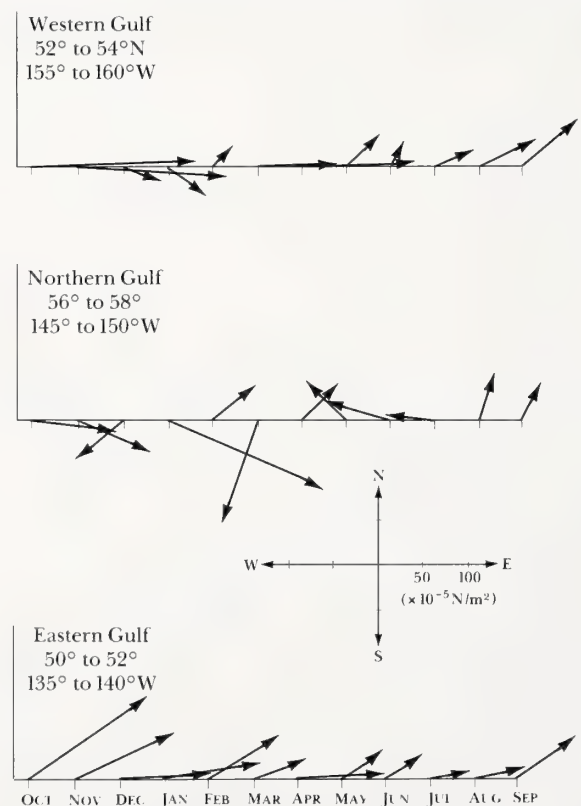 Western Gulf
52° to 54°N
155° to 160°W
Northern Gulf
56° to 58°
145° to 150°W
N
W
E
50 100
(×10⁻⁵N/m²)
S
Eastern Gulf
50° to 52°
135° to 140°W
OCT NOV DEC JAN FEB MAR APR MAY JUN JUL AUG SEP